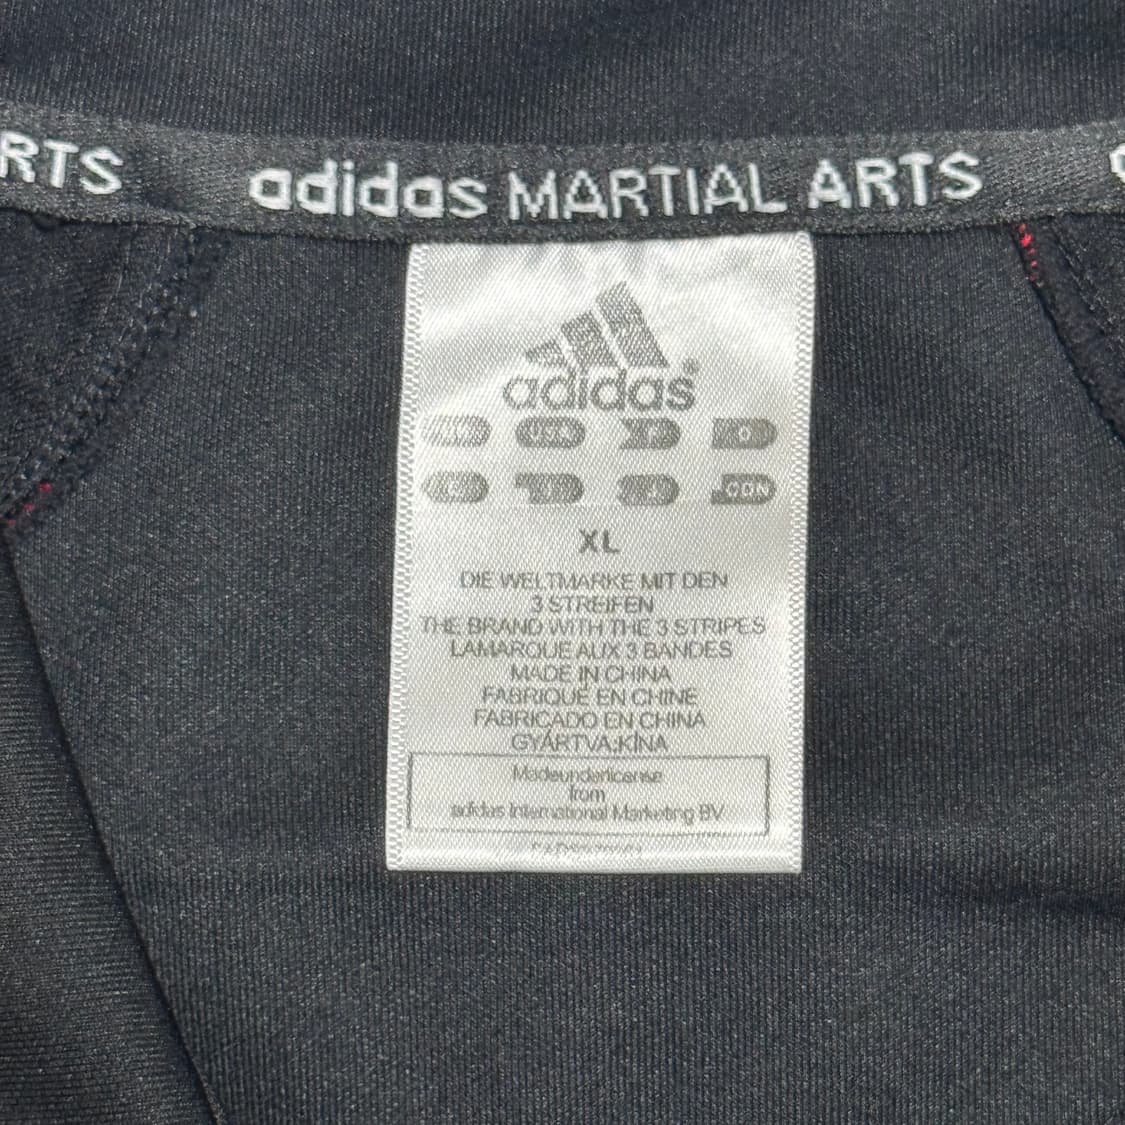 RTS adidas MARTIAL ARTS
adidas®
CDN
XL
DIE WELTMARKE MIT DEN
3 STREIFEN
THE BRAND WITH THE 3 STRIPES
LAMARQUE AUX 3 BANDES
MADE IN CHINA
FABRIQUE EN CHINE
FABRICADO EN CHINA
GYÁRTVA:KÍNA
Madeunderlicense
from
adidas International Marketing BV